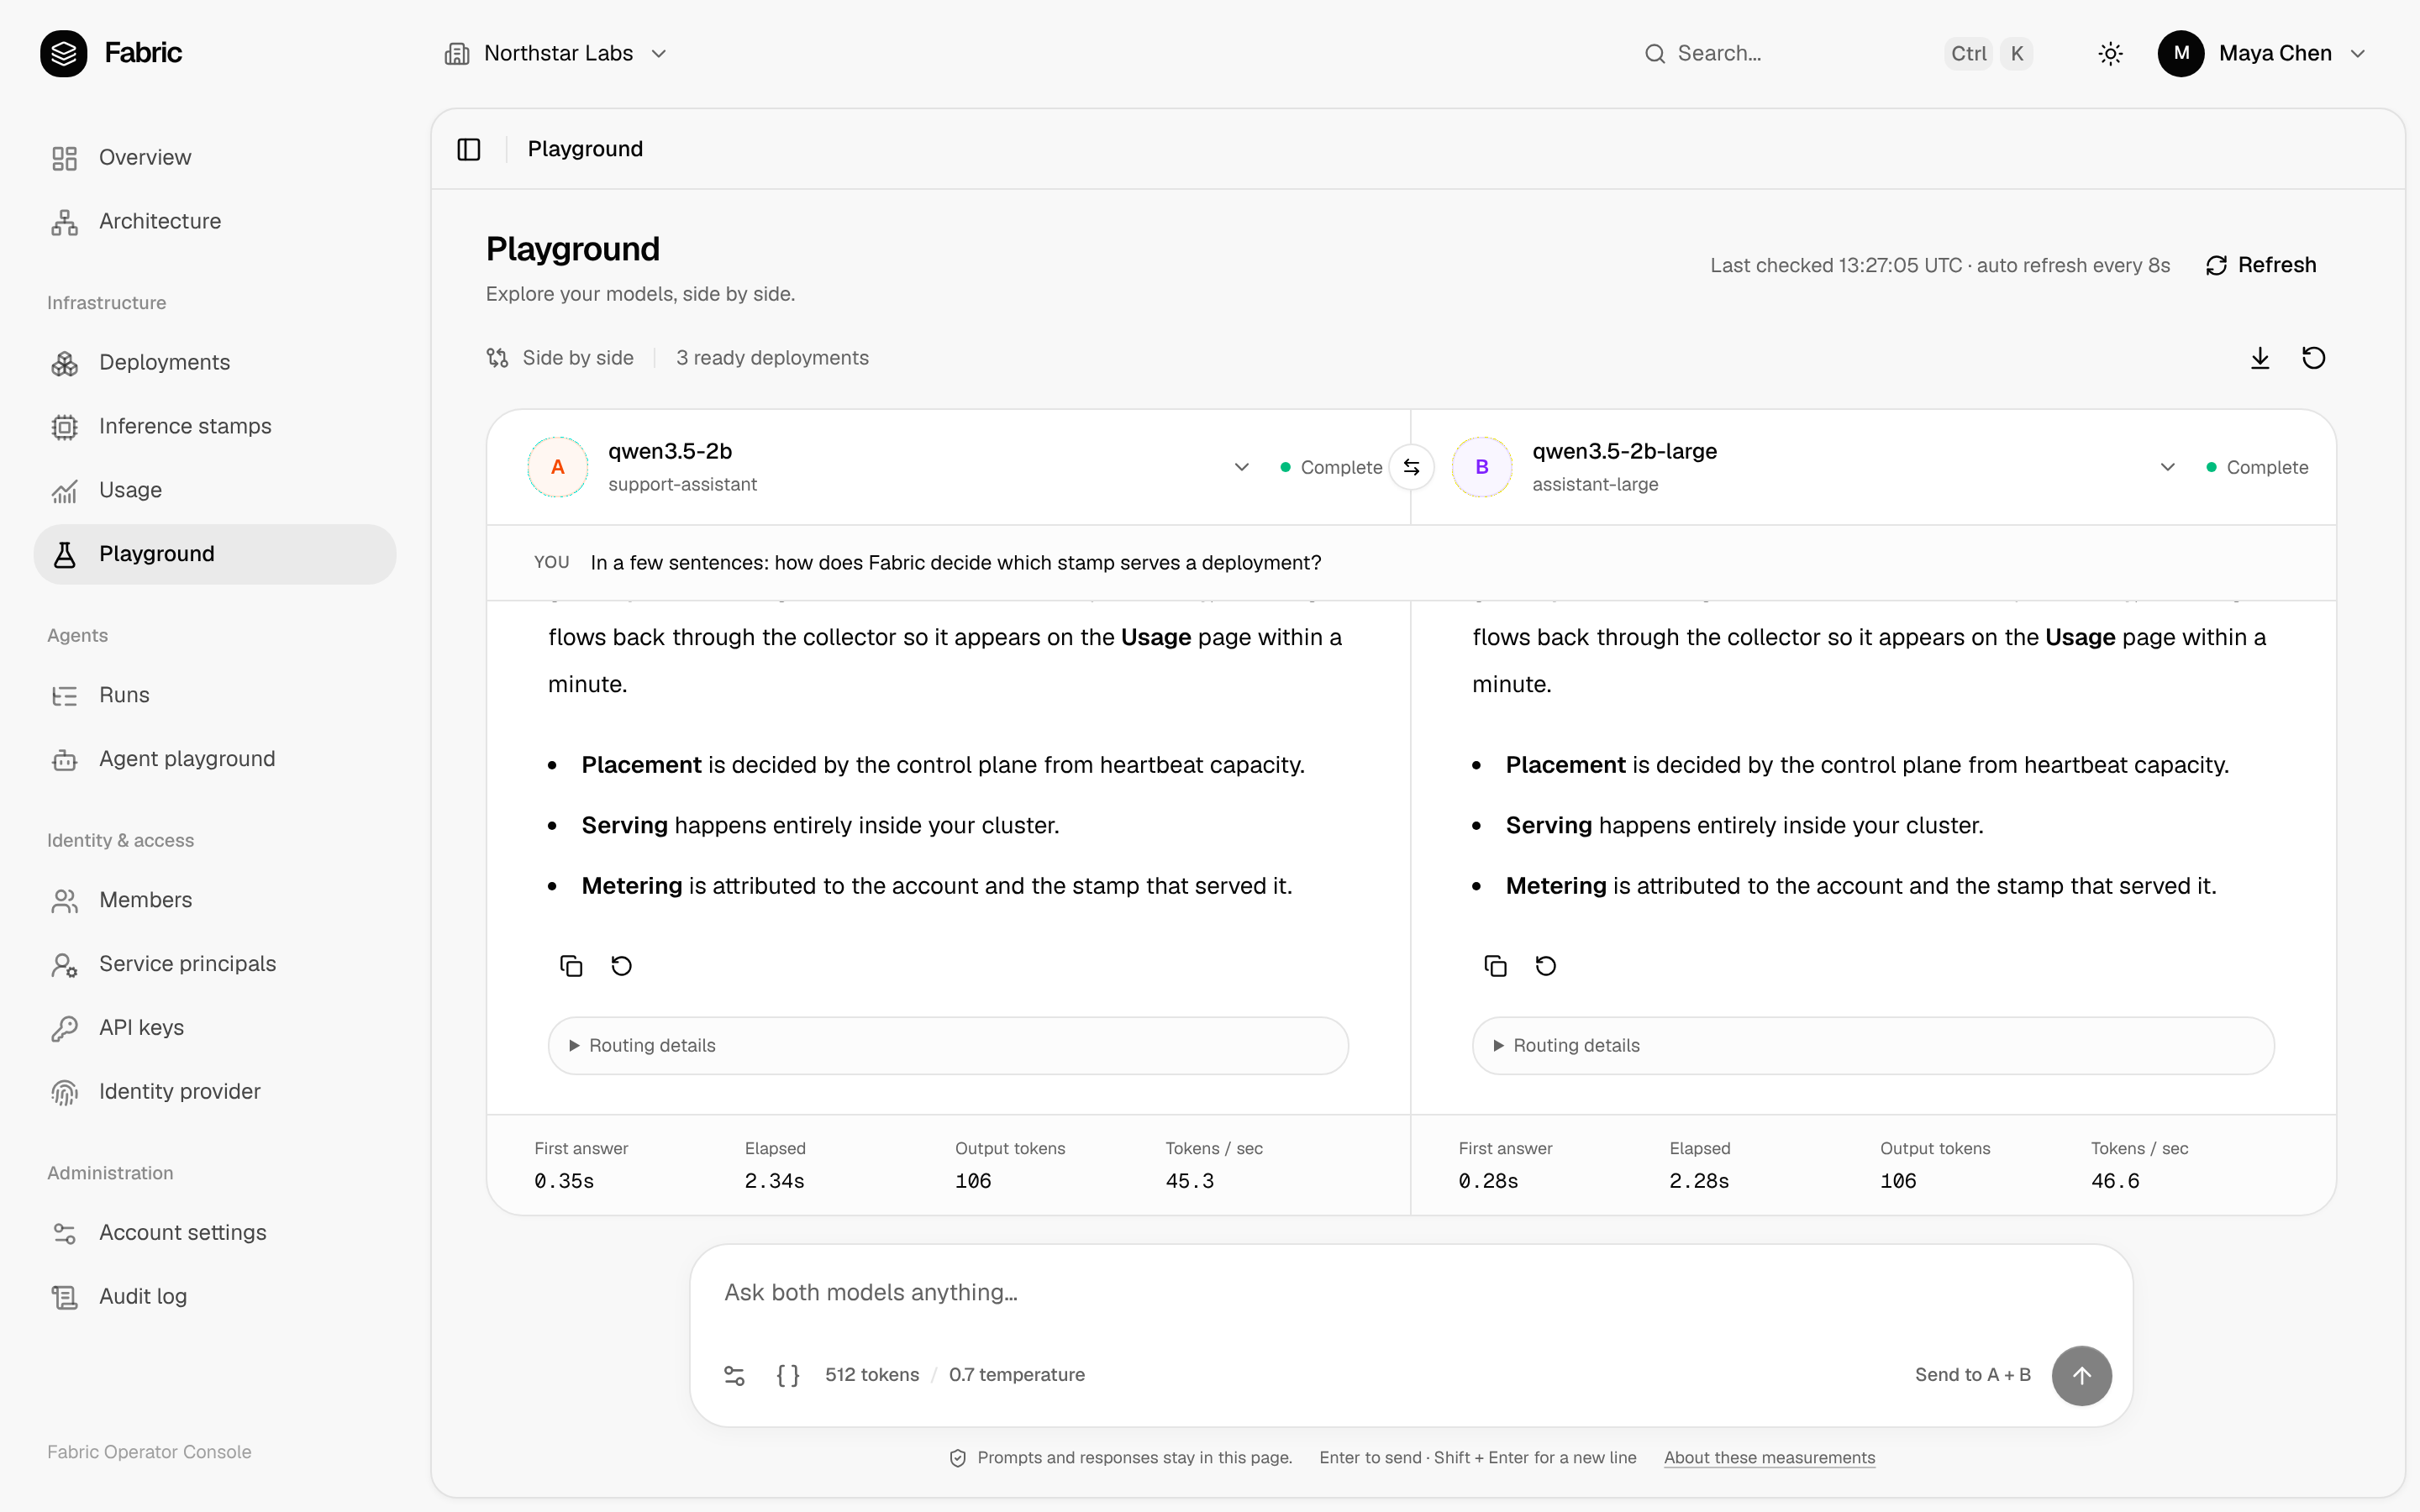 Fabric
Northstar Labs
Search...
Ctrl K
M
Maya Chen
Overview
Architecture
Infrastructure
Deployments
Inference stamps
Usage
Playground
Agents
Runs
Agent playground
Identity & access
Members
Service principals
API keys
Identity provider
Administration
Account settings
Audit log
Fabric Operator Console
Playground
Playground
Explore your models, side by side.
Last checked 13:27:05 UTC · auto refresh every 8s
Refresh
Side by side
3 ready deployments
A
qwen3.5-2b
support-assistant
Complete
B
qwen3.5-2b-large
assistant-large
Complete
YOU In a few sentences: how does Fabric decide which stamp serves a deployment?
flows back through the collector so it appears on the Usage page within a
minute.
• Placement is decided by the control plane from heartbeat capacity.
• Serving happens entirely inside your cluster.
• Metering is attributed to the account and the stamp that served it.
Routing details
First answer Elapsed Output tokens Tokens / sec
0.35s 2.34s 106 45.3
flows back through the collector so it appears on the Usage page within a
minute.
• Placement is decided by the control plane from heartbeat capacity.
• Serving happens entirely inside your cluster.
• Metering is attributed to the account and the stamp that served it.
Routing details
First answer Elapsed Output tokens Tokens / sec
0.28s 2.28s 106 46.6
Ask both models anything...
512 tokens / 0.7 temperature
Send to A + B
Prompts and responses stay in this page.
Enter to send · Shift + Enter for a new line
About these measurements